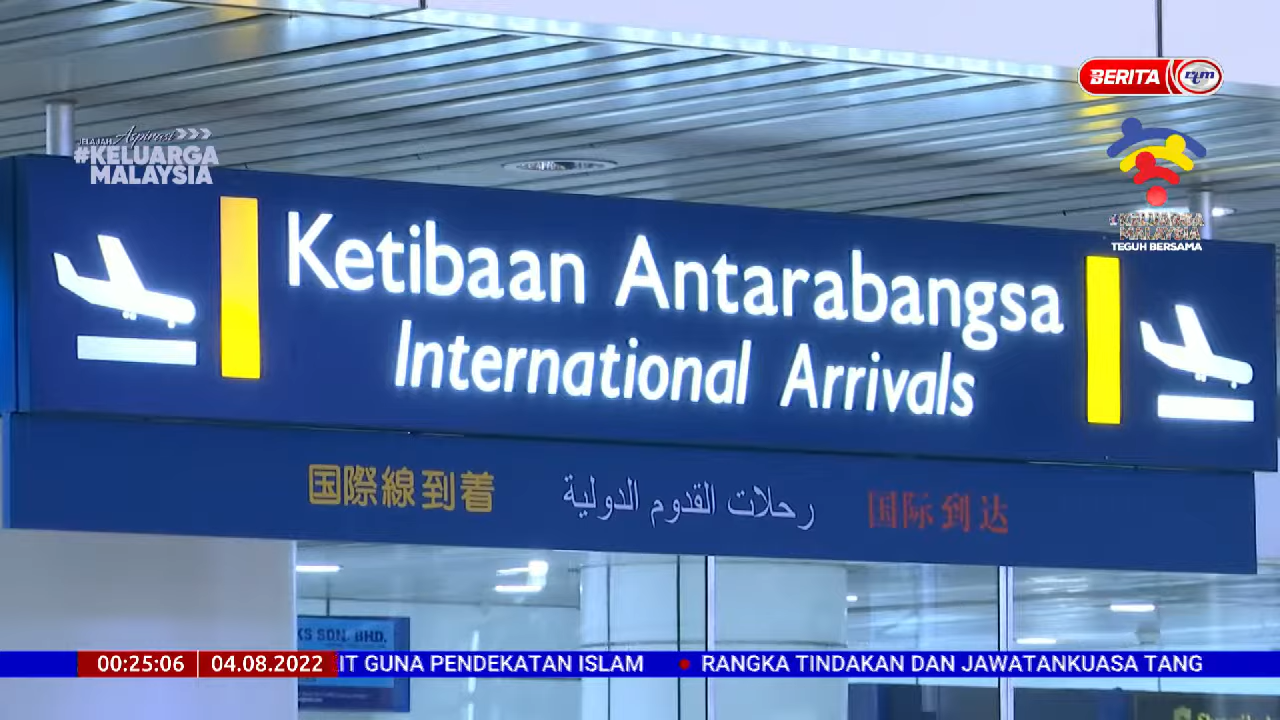 BERITA rtm
JELAJAH Aspirasi
#KELUARGA
MALAYSIA
KELUARGA
MALAYSIA
TEGUH BERSAMA
Ketibaan Antarabangsa
International Arrivals
国際線到着 رحلات القدوم الدولية 国际到达
KS SDN. BHD.
00:25:06 04.08.2022 IT GUNA PENDEKATAN ISLAM • RANGKA TINDAKAN DAN JAWATANKUASA TANG